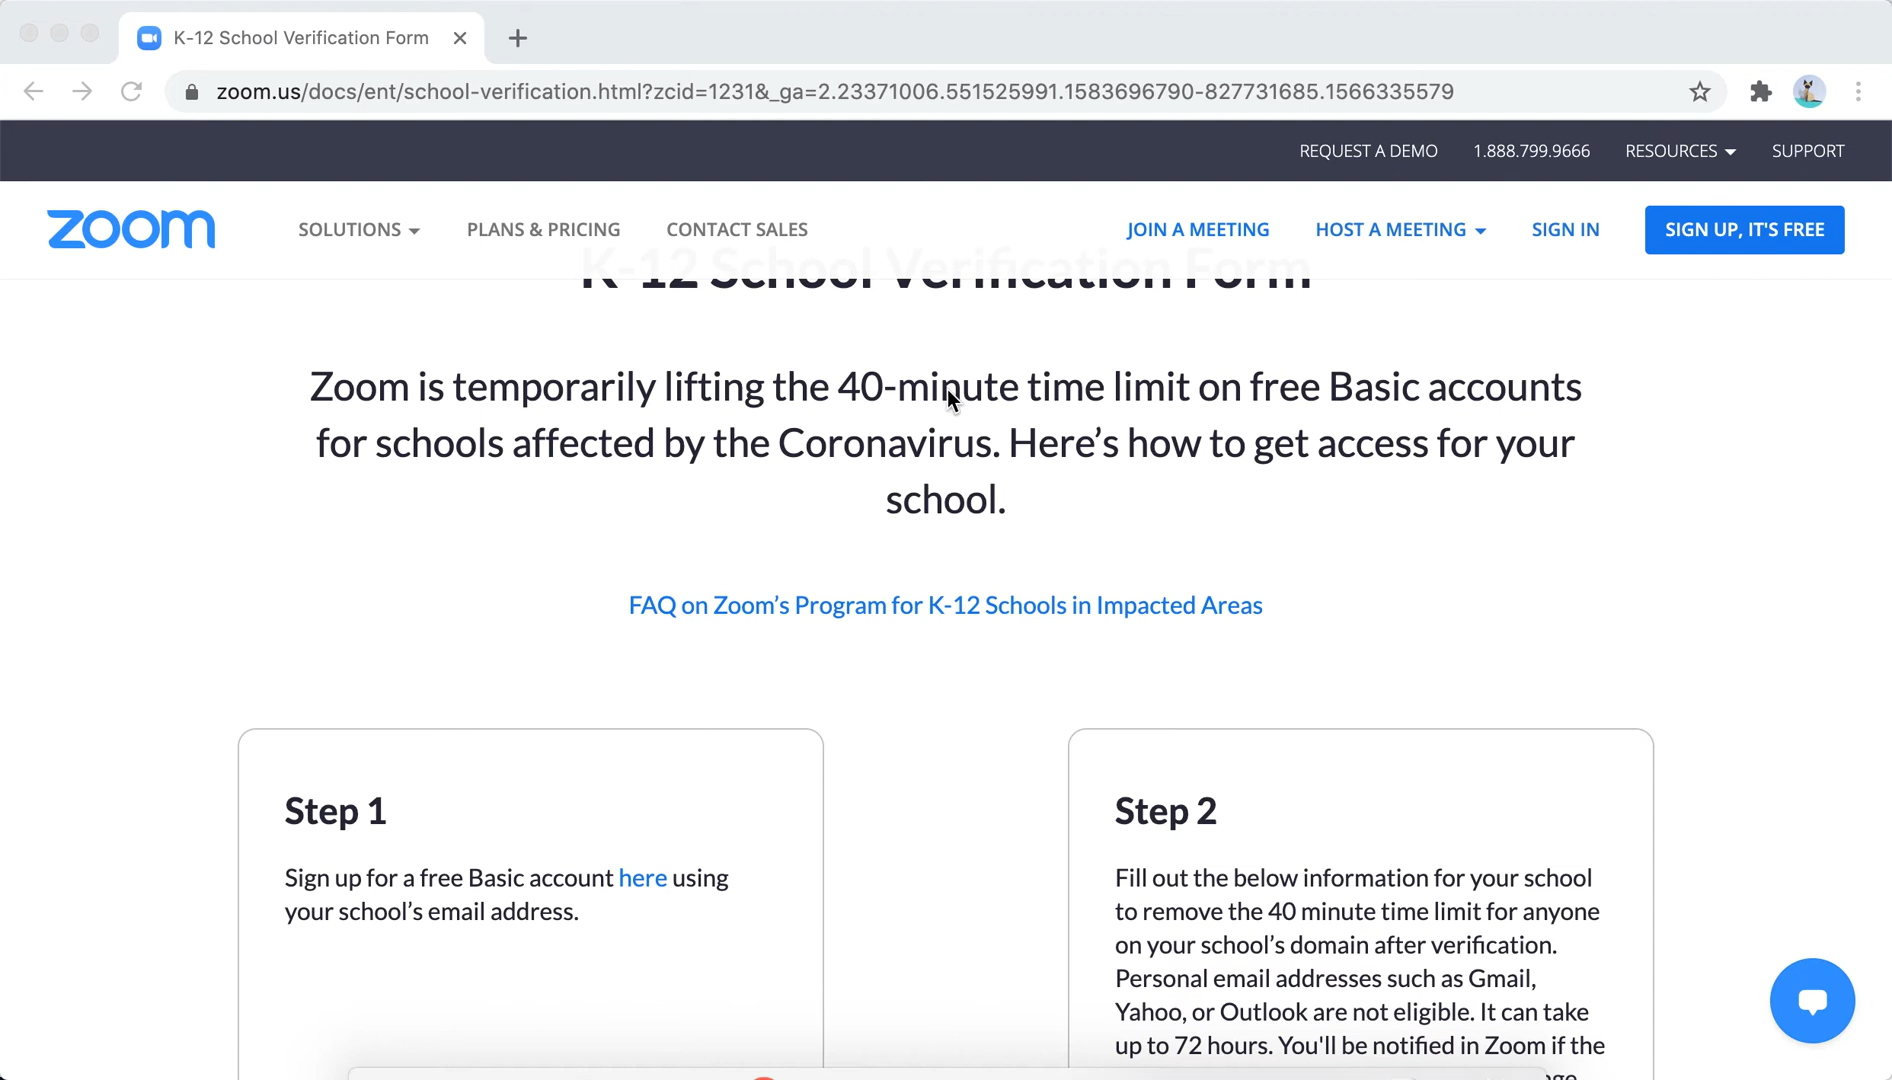 K-12 School Verification Form
zoom.us/docs/ent/school-verification.html?zcid=1231&_ga=2.23371006.551525991.1583696790-827731685.1566335579
REQUEST A DEMO 1.888.799.9666 RESOURCES SUPPORT
zoom SOLUTIONS PLANS & PRICING CONTACT SALES JOIN A MEETING HOST A MEETING SIGN IN SIGN UP, IT'S FREE
K-12 School Verification Form
Zoom is temporarily lifting the 40-minute time limit on free Basic accounts
for schools affected by the Coronavirus. Here’s how to get access for your
school.
FAQ on Zoom’s Program for K-12 Schools in Impacted Areas
Step 1
Sign up for a free Basic account here using
your school’s email address.
Step 2
Fill out the below information for your school
to remove the 40 minute time limit for anyone
on your school’s domain after verification.
Personal email addresses such as Gmail,
Yahoo, or Outlook are not eligible. It can take
up to 72 hours. You'll be notified in Zoom if the